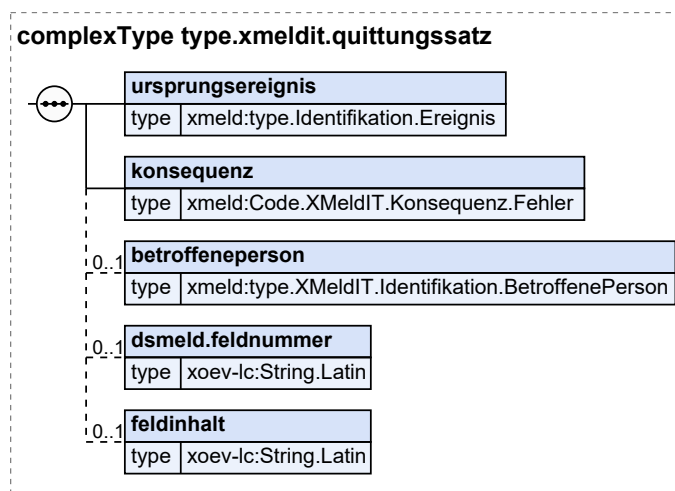 complexType type.xmeldit.quittungssatz
ursprungsereignis
type xmeld:type.Identifikation.Ereignis
konsequenz
type xmeld:Code.XMeldIT.Konsequenz.Fehler
0..1 betroffeneperson
type xmeld:type.XMeldIT.Identifikation.BetroffenePerson
0..1 dsmeld.feldnummer
type xoev-lc:String.Latin
0..1 feldinhalt
type xoev-lc:String.Latin